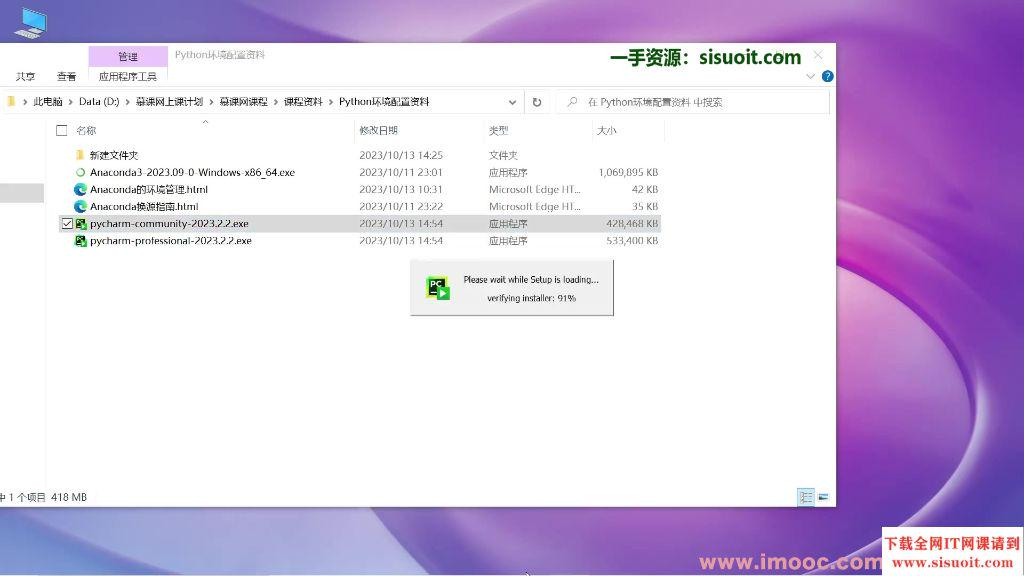 管理
Python环境配置资料
一手资源：sisuoit.com
共享 查看 应用程序工具
此电脑 Data (D:) 慕课网上课计划 慕课网课程 课程资料 Python环境配置资料
在 Python环境配置资料 中搜索
名称 修改日期 类型 大小
新建文件夹 2023/10/13 14:25 文件夹
Anaconda3-2023.09-0-Windows-x86_64.exe 2023/10/11 23:01 应用程序 1,069,895 KB
Anaconda的环境管理.html 2023/10/13 10:31 Microsoft Edge HT... 42 KB
Anaconda换源指南.html 2023/10/11 23:22 Microsoft Edge HT... 35 KB
pycharm-community-2023.2.2.exe 2023/10/13 14:54 应用程序 428,468 KB
pycharm-professional-2023.2.2.exe 2023/10/13 14:54 应用程序 533,400 KB
PC
Please wait while Setup is loading...
verifying installer: 91%
中 1 个项目 418 MB
下载全网IT网课请到
www.imooc.com
www.sisuoit.com